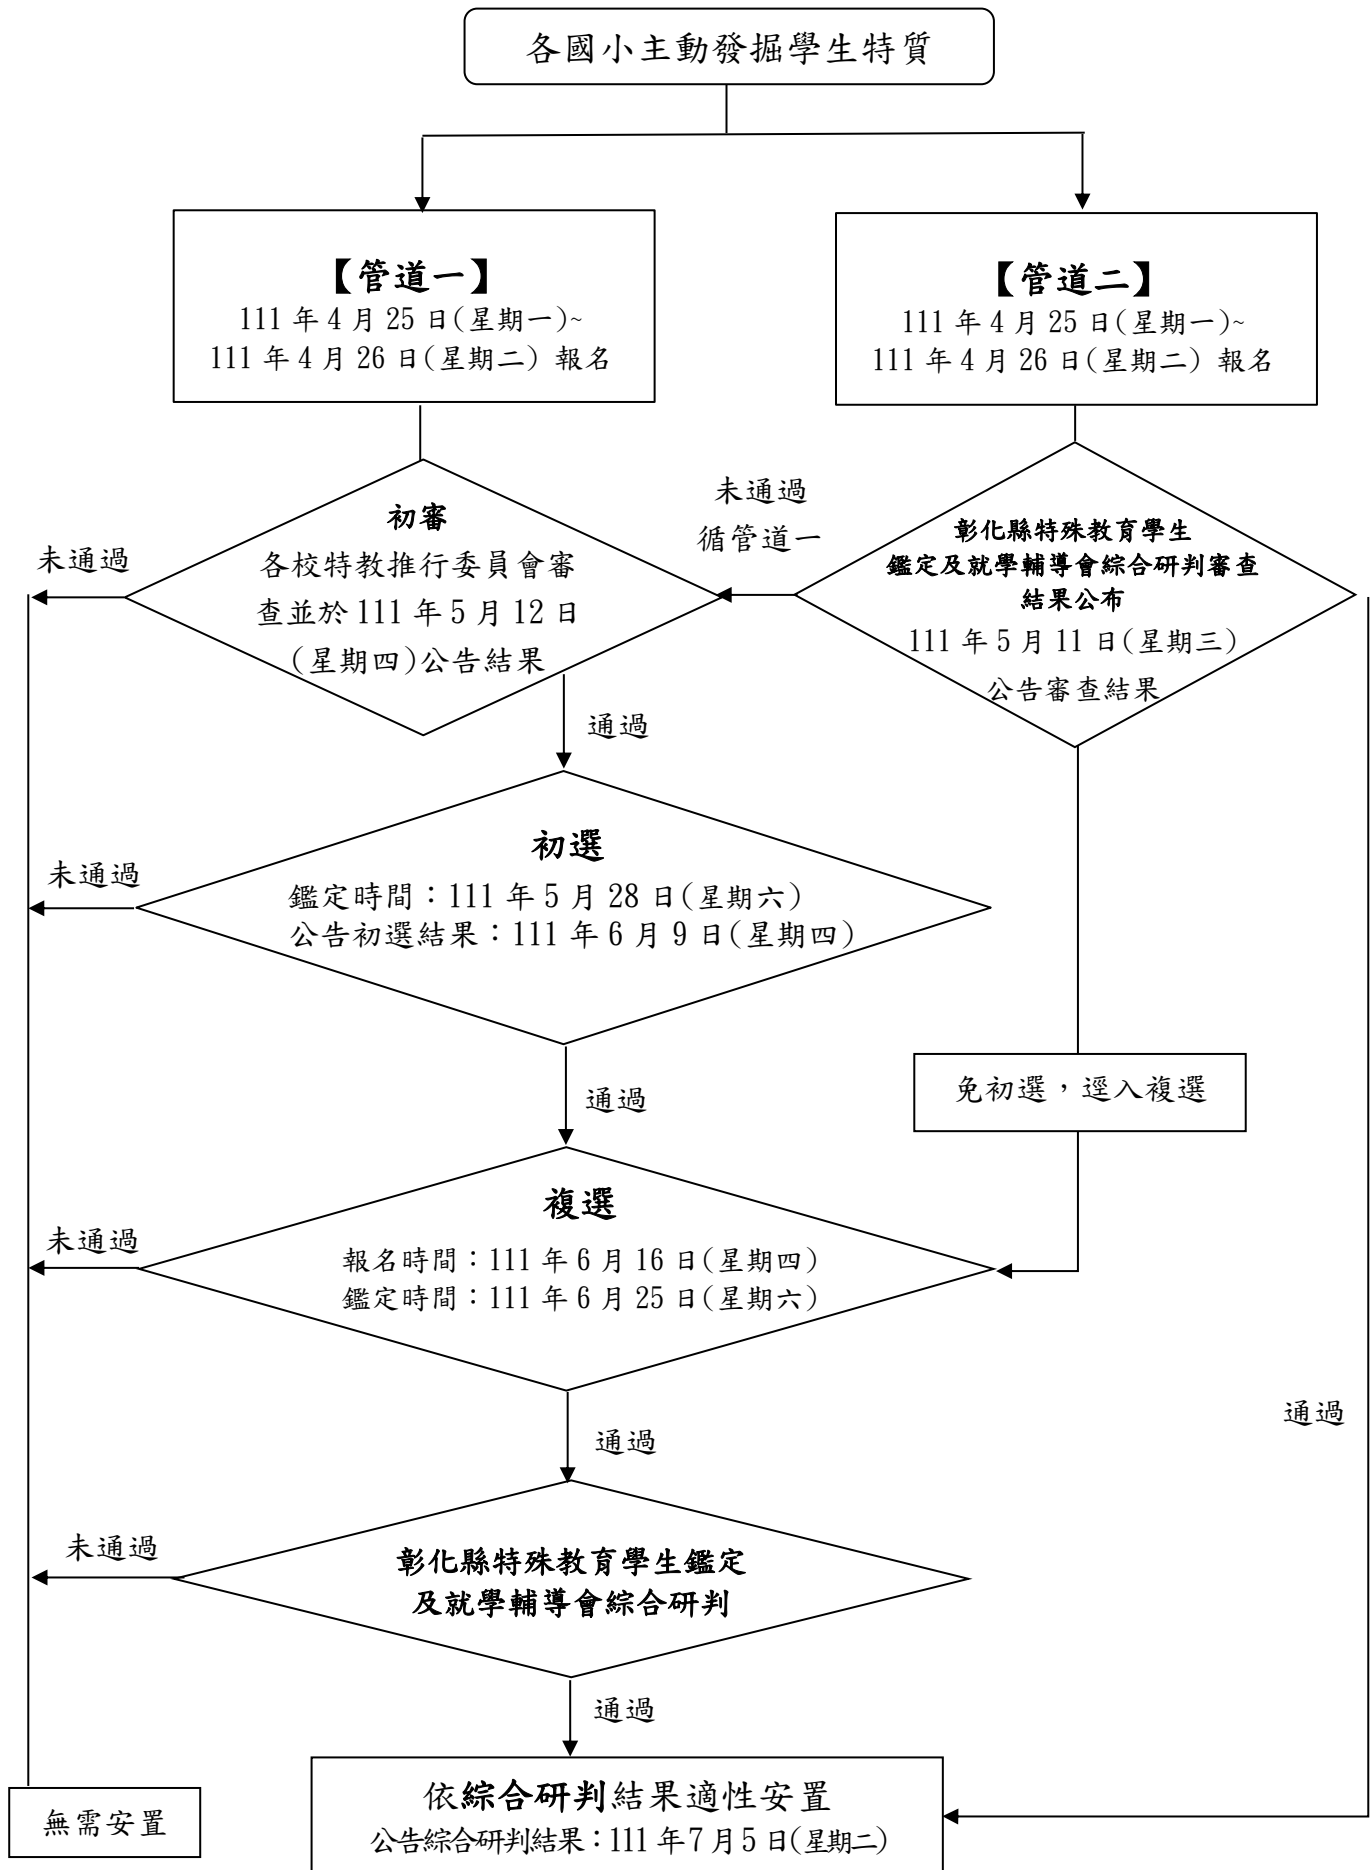 各國小主動發掘學生特質
【管道一】
111 年 4 月 25 日(星期一)~
111 年 4 月 26 日(星期二) 報名
【管道二】
111 年 4 月 25 日(星期一)~
111 年 4 月 26 日(星期二) 報名
未通過
初審
各校特教推行委員會審
查並於 111 年 5 月 12 日
(星期四)公告結果
未通過
循管道一
彰化縣特殊教育學生
鑑定及就學輔導會綜合研判審查
結果公布
111 年 5 月 11 日(星期三)
公告審查結果
通過
未通過
初選
鑑定時間：111 年 5 月 28 日(星期六)
公告初選結果：111 年 6 月 9 日(星期四)
通過
免初選，逕入複選
未通過
複選
報名時間：111 年 6 月 16 日(星期四)
鑑定時間：111 年 6 月 25 日(星期六)
通過
通過
未通過
彰化縣特殊教育學生鑑定
及就學輔導會綜合研判
通過
無需安置
依綜合研判結果適性安置
公告綜合研判結果：111 年 7 月 5 日(星期二)